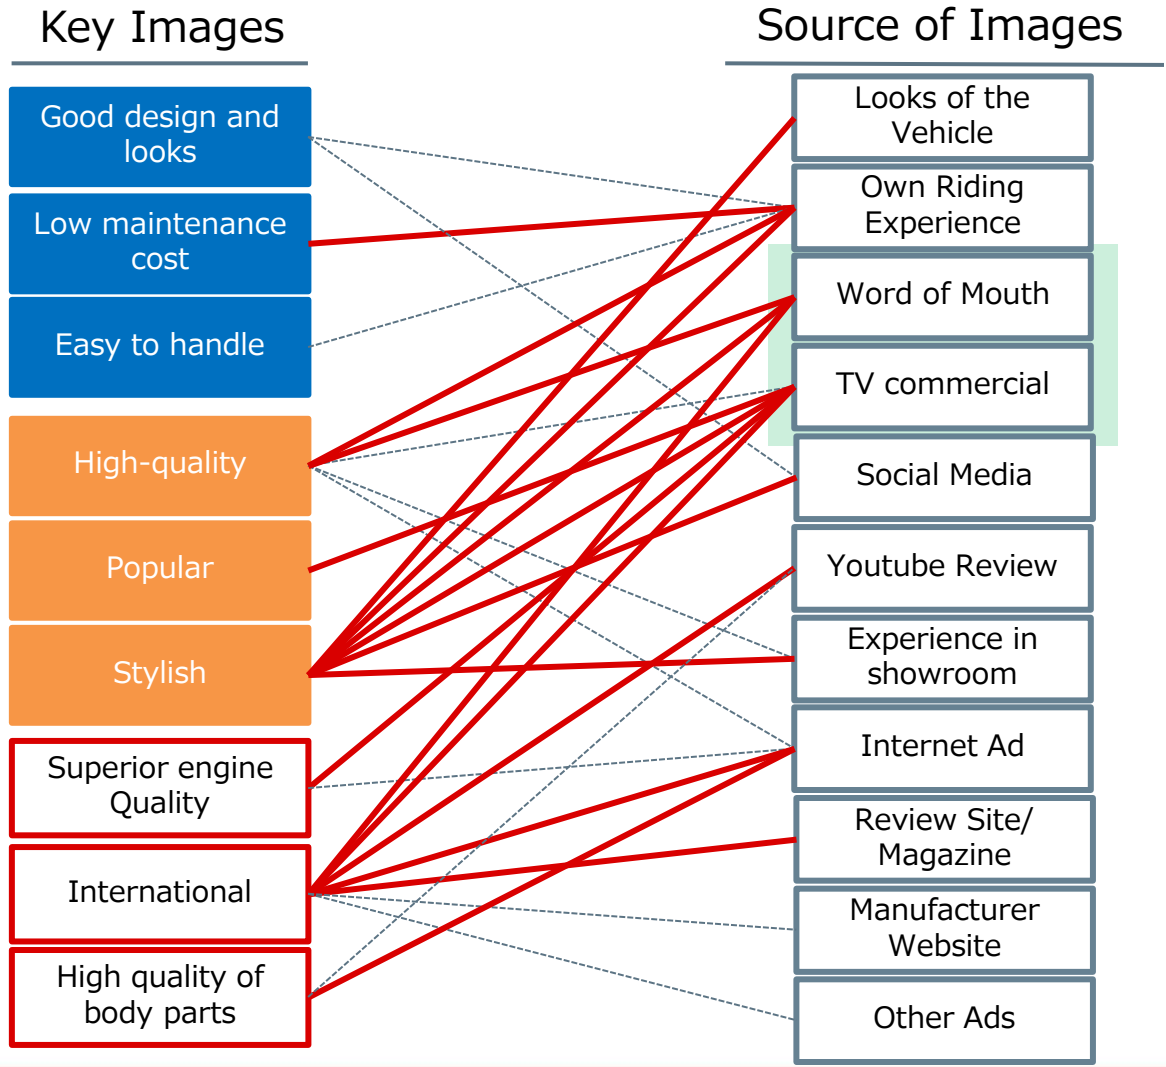 Key Images
Good design and
looks
Low maintenance
cost
Easy to handle
High-quality
Popular
Stylish
Superior engine
Quality
International
High quality of
body parts
Source of Images
Looks of the
Vehicle
Own Riding
Experience
Word of Mouth
TV commercial
Social Media
Youtube Review
Experience in
showroom
Internet Ad
Review Site/
Magazine
Manufacturer
Website
Other Ads